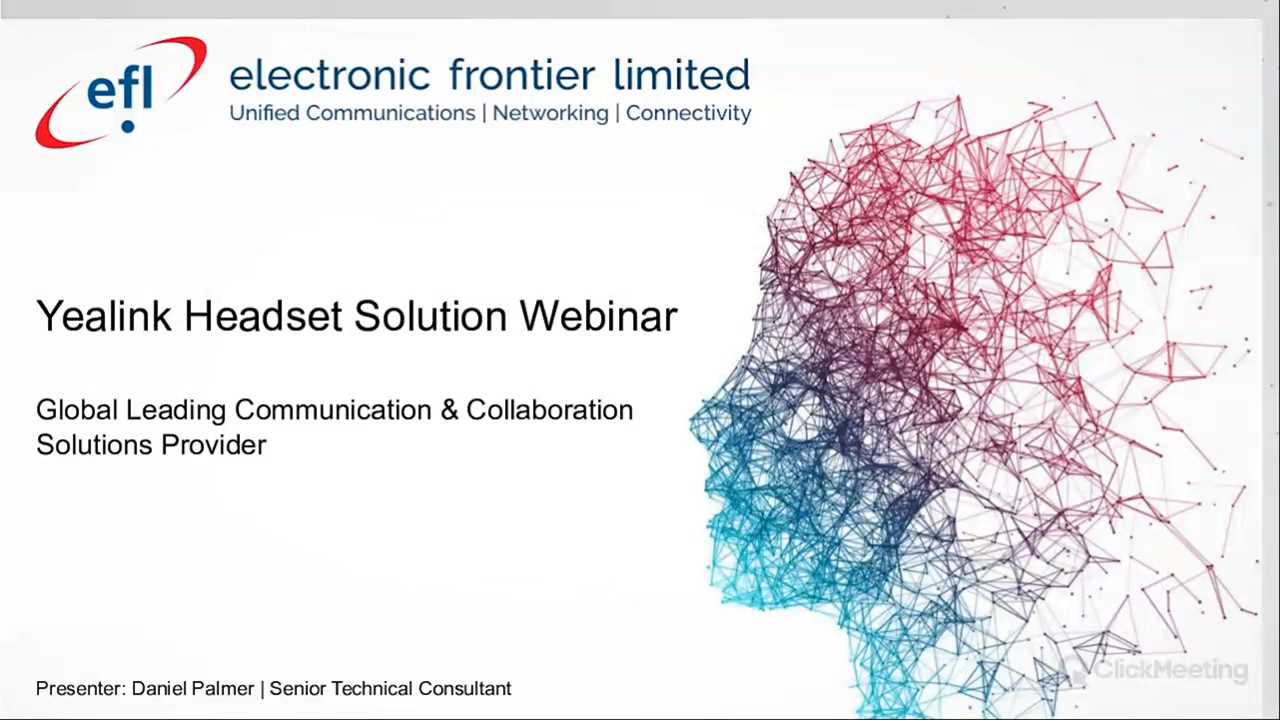 efl
electronic frontier limited
Unified Communications | Networking | Connectivity
Yealink Headset Solution Webinar
Global Leading Communication & Collaboration
Solutions Provider
Presenter: Daniel Palmer | Senior Technical Consultant
ClickMeeting